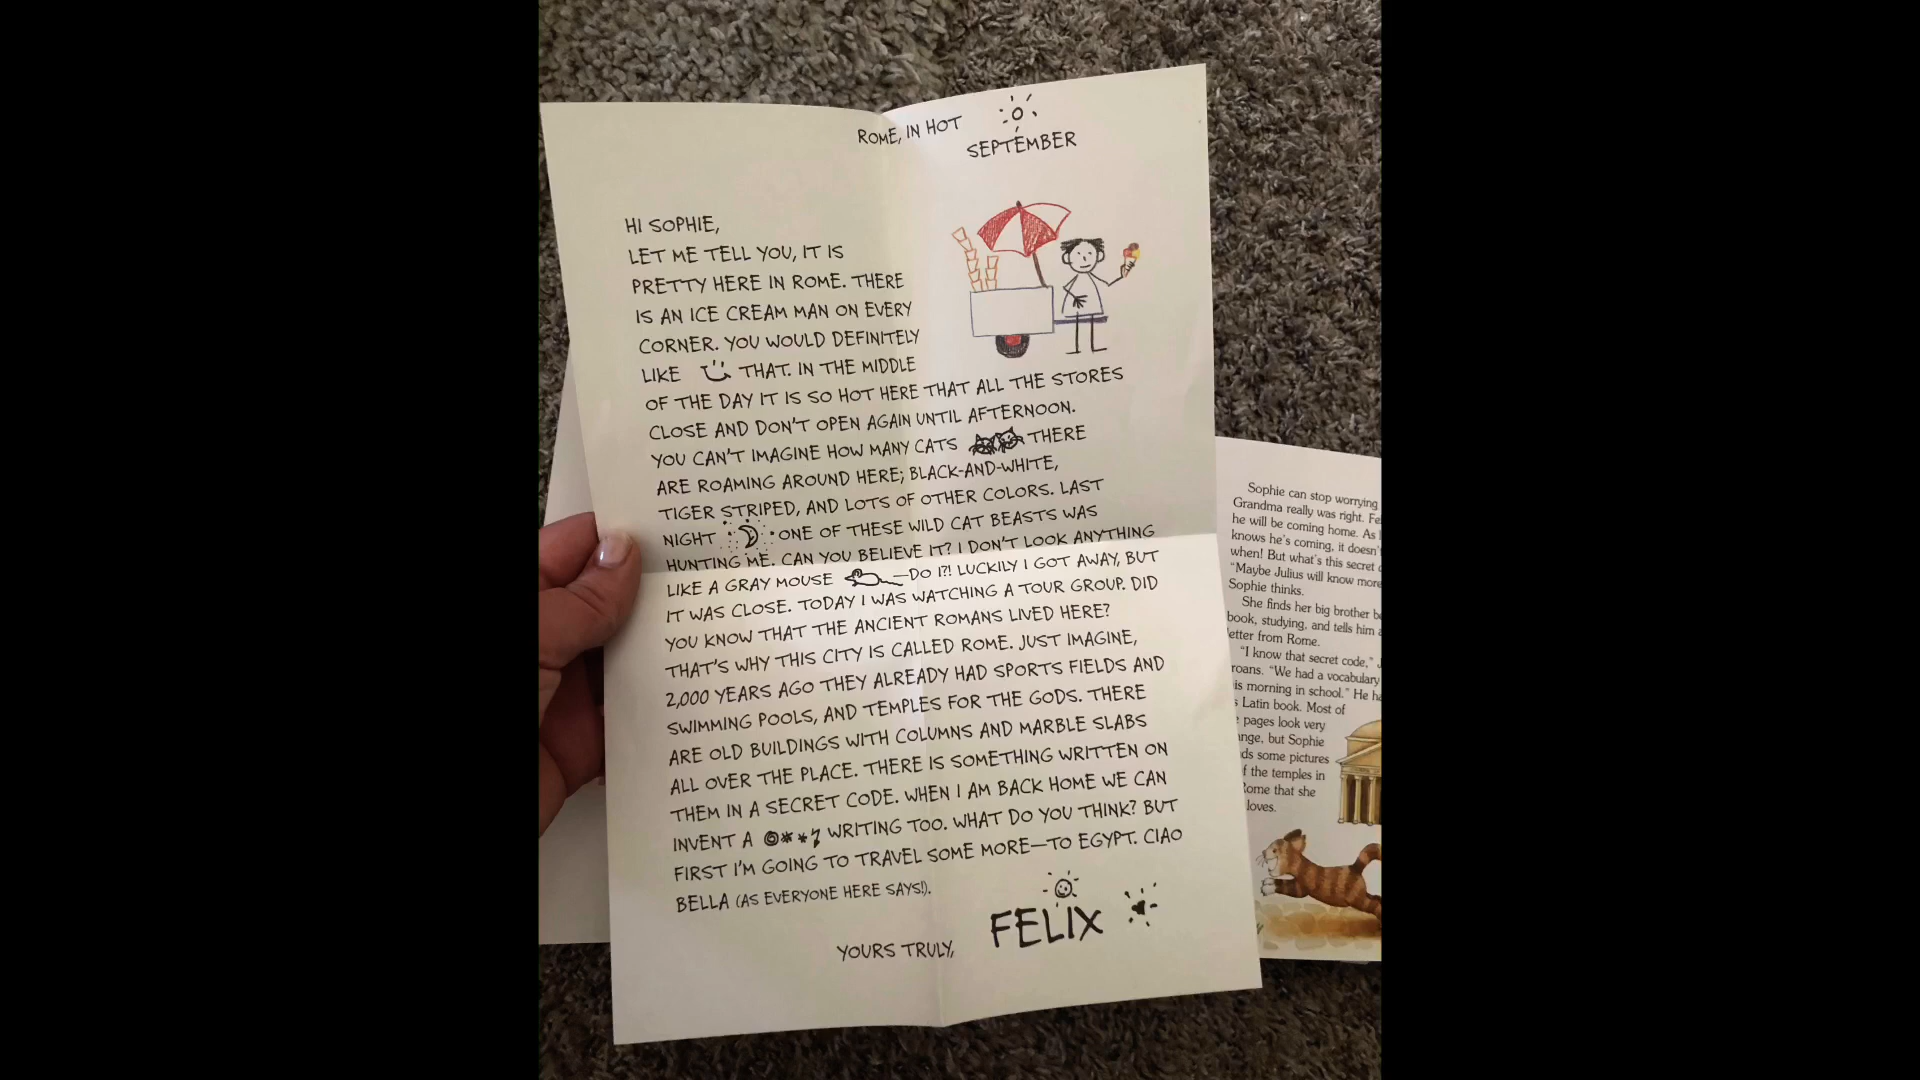 ROME, IN HOT
SEPTEMBER
HI SOPHIE,
LET ME TELL YOU, IT IS
PRETTY HERE IN ROME. THERE
IS AN ICE CREAM MAN ON EVERY
CORNER. YOU WOULD DEFINITELY
LIKE THAT. IN THE MIDDLE
OF THE DAY IT IS SO HOT HERE THAT ALL THE STORES
CLOSE AND DON'T OPEN AGAIN UNTIL AFTERNOON.
YOU CAN'T IMAGINE HOW MANY CATS THERE
ARE ROAMING AROUND HERE; BLACK-AND-WHITE,
TIGER STRIPED, AND LOTS OF OTHER COLORS. LAST
NIGHT ONE OF THESE WILD CAT BEASTS WAS
HUNTING ME. CAN YOU BELIEVE IT? I DON'T LOOK ANYTHING
LIKE A GRAY MOUSE —DO I?! LUCKILY I GOT AWAY, BUT
IT WAS CLOSE. TODAY I WAS WATCHING A TOUR GROUP. DID
YOU KNOW THAT THE ANCIENT ROMANS LIVED HERE?
THAT'S WHY THIS CITY IS CALLED ROME. JUST IMAGINE,
2,000 YEARS AGO THEY ALREADY HAD SPORTS FIELDS AND
SWIMMING POOLS, AND TEMPLES FOR THE GODS. THERE
ARE OLD BUILDINGS WITH COLUMNS AND MARBLE SLABS
ALL OVER THE PLACE. THERE IS SOMETHING WRITTEN ON
THEM IN A SECRET CODE. WHEN I AM BACK HOME WE CAN
INVENT A WRITING TOO. WHAT DO YOU THINK? BUT
FIRST I'M GOING TO TRAVEL SOME MORE—TO EGYPT. CIAO
BELLA (AS EVERYONE HERE SAYS!).
YOURS TRULY,
FELIX
Sophie can stop worrying
Grandma really was right.
he will be coming home. As
knows he's coming, it
when! But what's this secret
"Maybe Julius will know more
Sophie thinks.
She finds her big brother
book, studying, and tells him
letter from Rome.
"I know that secret code,"
"We had a vocabulary
morning in school." He
Latin book. Most of
pages look very
but Sophie
some pictures
the temples in
Rome that she
loves.